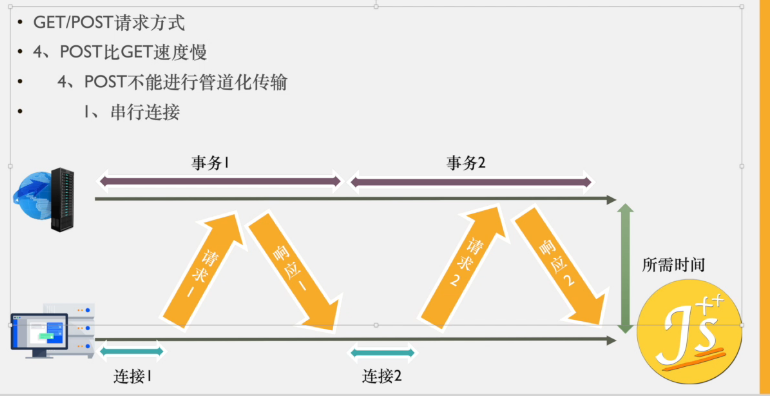 • GET/POST请求方式
• 4、POST比GET速度慢
• 4、POST不能进行管道化传输
• 1、串行连接
事务1
事务2
请求1
响应1
请求2
响应2
所需时间
Js++
连接1
连接2